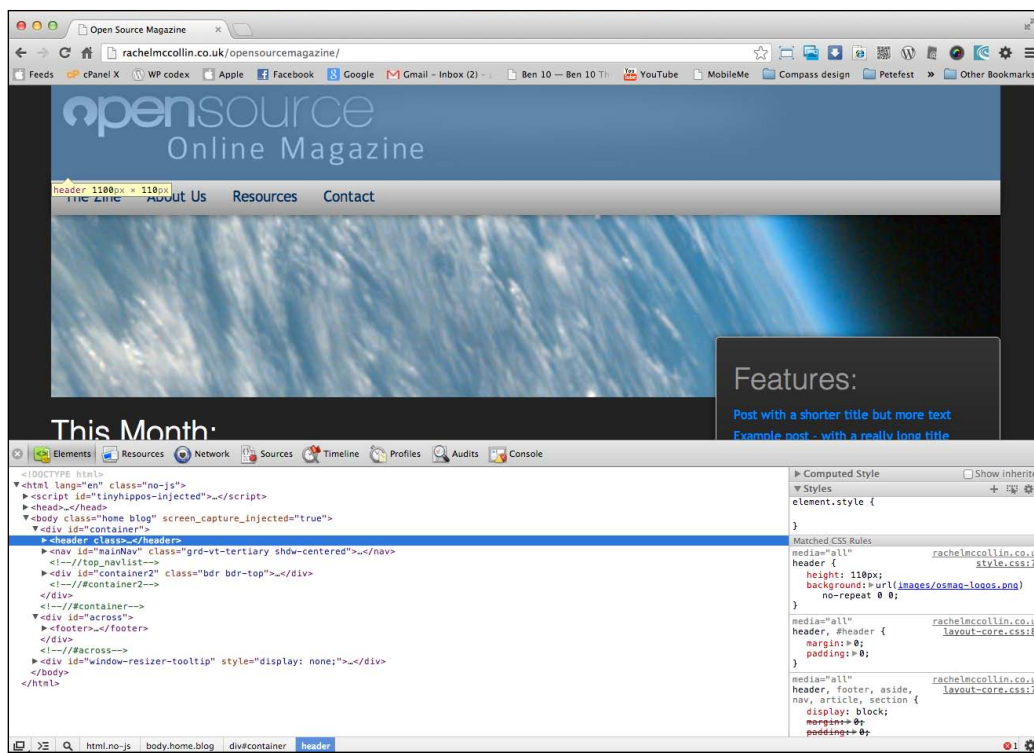 Open Source Magazine
rachelmccollin.co.uk/opensourcemagazine/
Feeds cPanel X WP codex Apple Facebook Google Gmail – Inbox (2) – Ben 10 — Ben 10 Th YouTube MobileMe Compass design Petefest » Other Bookmarks
opensource
Online Magazine
header 1100px × 110px
The Zine About Us Resources Contact
Features:
Post with a shorter title but more text
Example post - with a really long title
This Month:
Elements Resources Network Sources Timeline Profiles Audits Console
<!DOCTYPE html>
▼<html lang="en" class="no-js">
▶<script id="tinyhippos-injected">…</script>
▶<head>…</head>
▼<body class="home blog" screen_capture_injected="true">
▼<div id="container">
▶<header class>…</header>
▶<nav id="mainNav" class="grd-vt-tertiary shdw-centered">…</nav>
<!--//top_navlist-->
▶<div id="container2" class="bdr bdr-top">…</div>
<!--//#container2-->
</div>
<!--//#container-->
▼<div id="across">
▶<footer>…</footer>
</div>
<!--//#across-->
▶<div id="window-resizer-tooltip" style="display: none;">…</div>
</body>
</html>
▶ Computed Style Show inherite
▼ Styles
element.style {
}
Matched CSS Rules
media="all" rachelmccollin.co.u
header { style.css:7
height: 110px;
background:▶url(images/osmag-logos.png)
no-repeat 0 0;
}
media="all" rachelmccollin.co.u
header, #header { layout-core.css:8
margin:▶0;
padding:▶0;
}
media="all" rachelmccollin.co.u
header, footer, aside, layout-core.css:7
nav, article, section {
display: block;
margin:▶0;
padding:▶0;
html.no-js body.home.blog div#container header
1